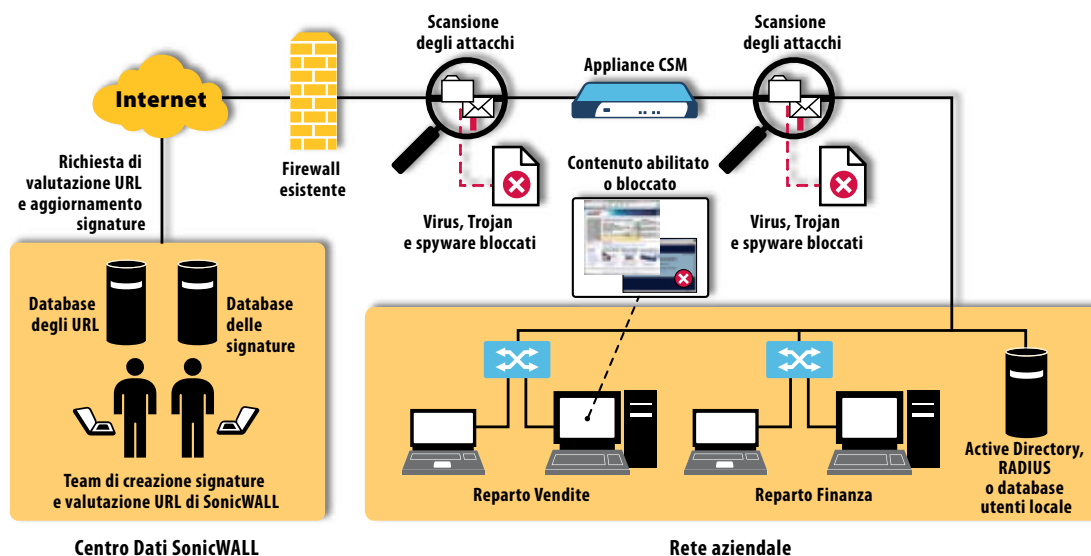 Scansione
degli attacchi
Appliance CSM
Scansione
degli attacchi
Internet
Firewall
esistente
Richiesta di
valutazione URL
e aggiornamento
signature
Virus, Trojan
e spyware bloccati
Contenuto abilitato
o bloccato
Virus, Trojan
e spyware bloccati
Database
degli URL
Database
delle
signature
Team di creazione signature
e valutazione URL di SonicWALL
Centro Dati SonicWALL
Reparto Vendite
Reparto Finanza
Active Directory,
RADIUS
o database
utenti locale
Rete aziendale